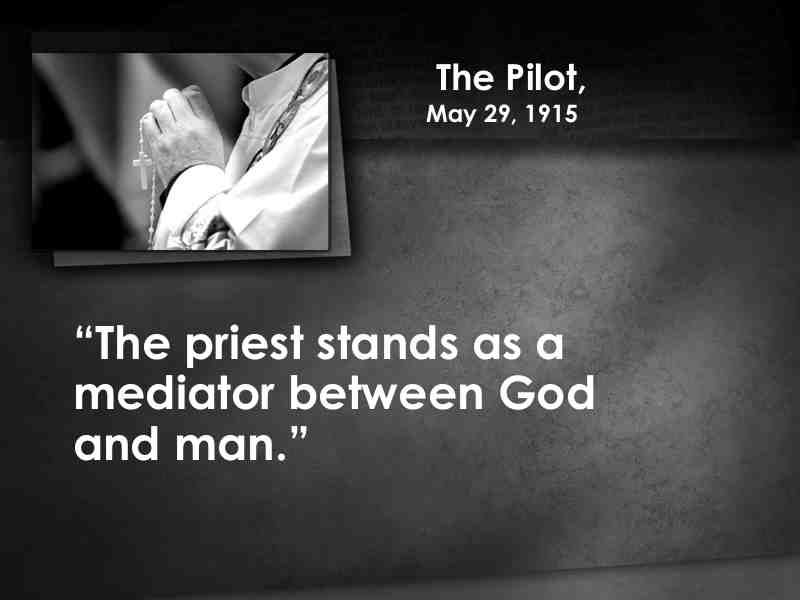 The Pilot,
May 29, 1915
“The priest stands as a
mediator between God
and man.”